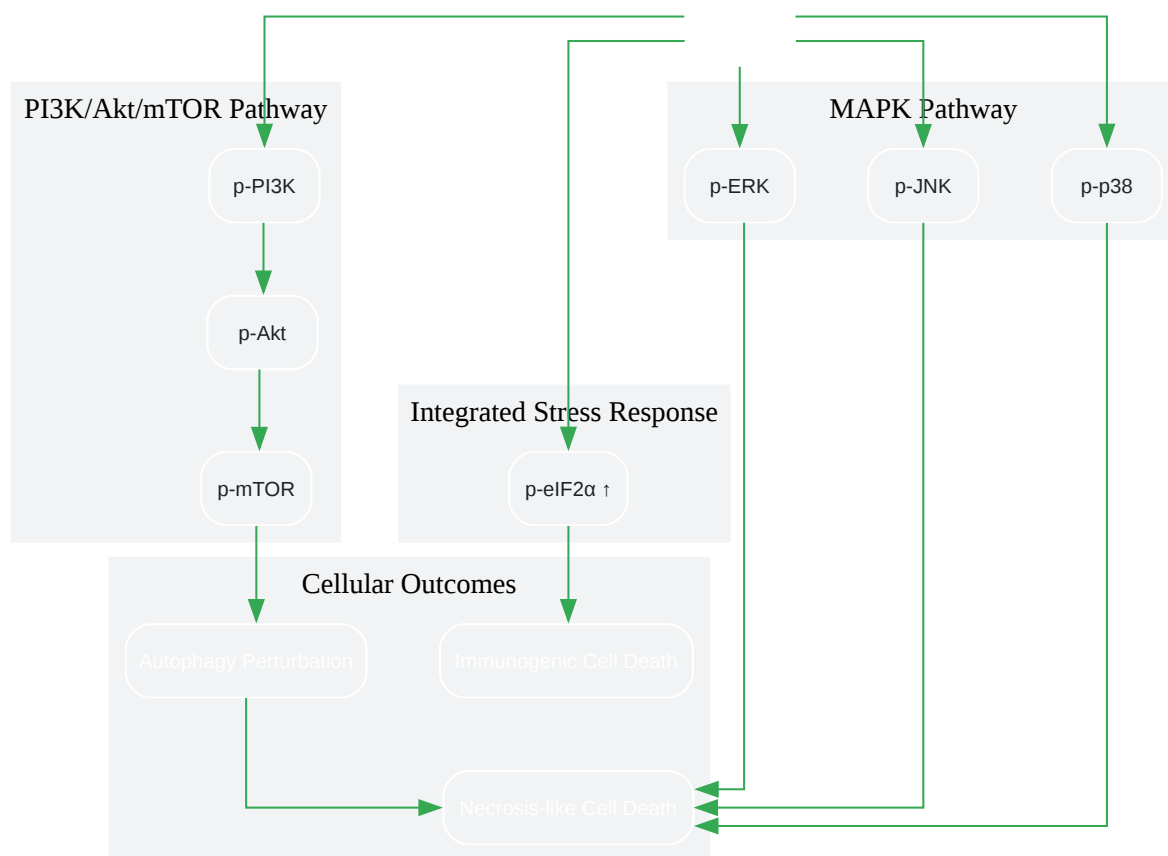 PI3K/Akt/mTOR Pathway
MAPK Pathway
p-PI3K
p-ERK
p-JNK
p-p38
p-Akt
Integrated Stress Response
p-mTOR
p-eIF2α ↑
Cellular Outcomes
Autophagy Perturbation
Immunogenic Cell Death
Necrosis-like Cell Death